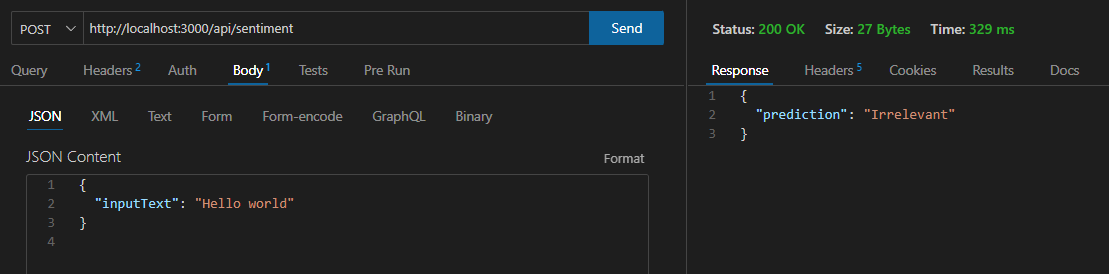 POST http://localhost:3000/api/sentiment Send
Query Headers 2 Auth Body 1 Tests Pre Run
JSON XML Text Form Form-encode GraphQL Binary
JSON Content Format
1 {
2 "inputText": "Hello world"
3 }
4
Status: 200 OK Size: 27 Bytes Time: 329 ms
Response Headers 5 Cookies Results Docs
1 {
2 "prediction": "Irrelevant"
3 }